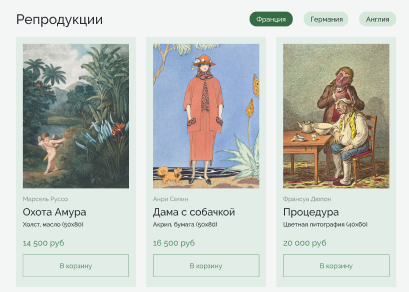 Репродукции
Франция
Германия
Англия
Марсель Руссо
Охота Амура
Холст, масло (50x80)
14 500 руб
В корзину
Анри Селин
Дама с собачкой
Акрил, бумага (50x80)
16 500 руб
В корзину
Франсуа Дюпон
Процедура
Цветная литография (40x60)
20 000 руб
В корзину